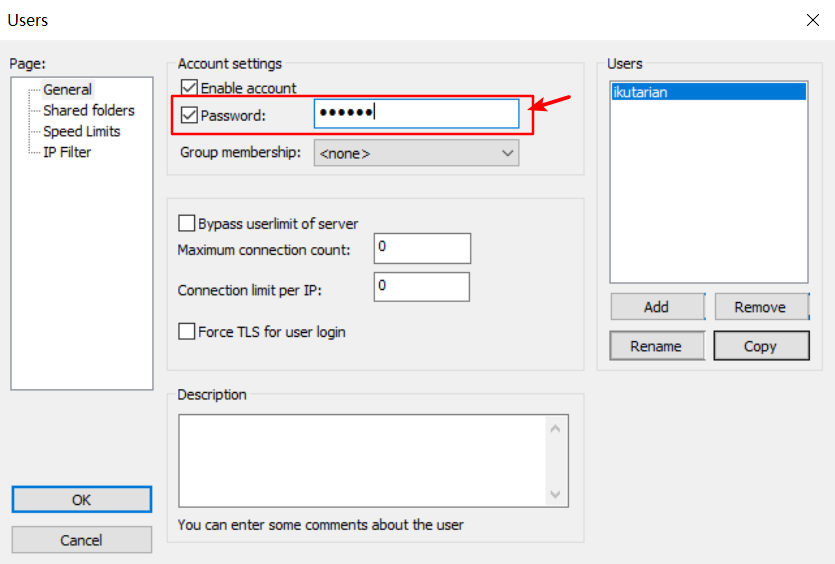 Users
Page:
General
Shared folders
Speed Limits
IP Filter
OK
Cancel
Account settings
Enable account
Password: ••••••
Group membership: <none>
Bypass userlimit of server
Maximum connection count: 0
Connection limit per IP: 0
Force TLS for user login
Description
You can enter some comments about the user
Users
ikutarian
Add Remove
Rename Copy